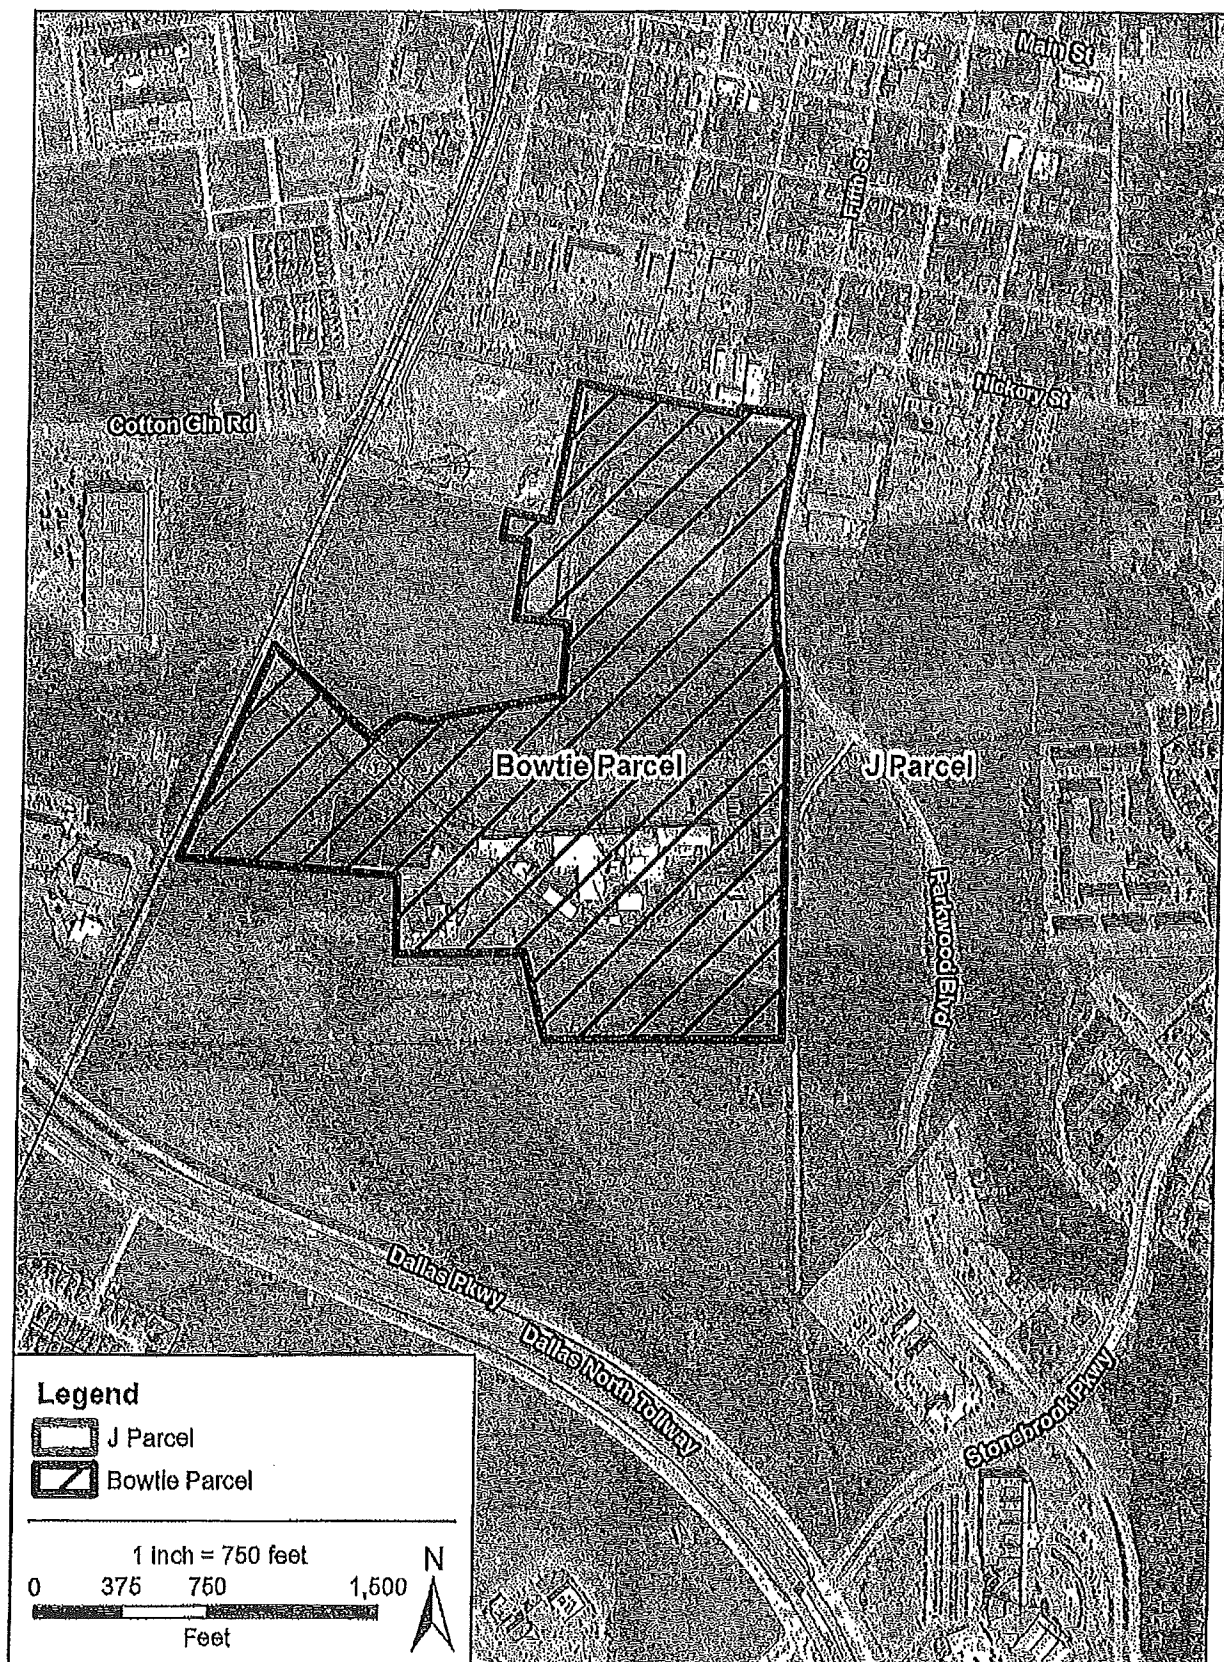 Main St
Fifth St
Hickory St
Cotton Gin Rd
Bowtie Parcel
J Parcel
Parkwood Blvd
Dallas Pkwy
Dallas North Tollway
Stonebrook Pkwy
Legend
J Parcel
Bowtie Parcel
1 inch = 750 feet
N
0 375 750 1,500
Feet